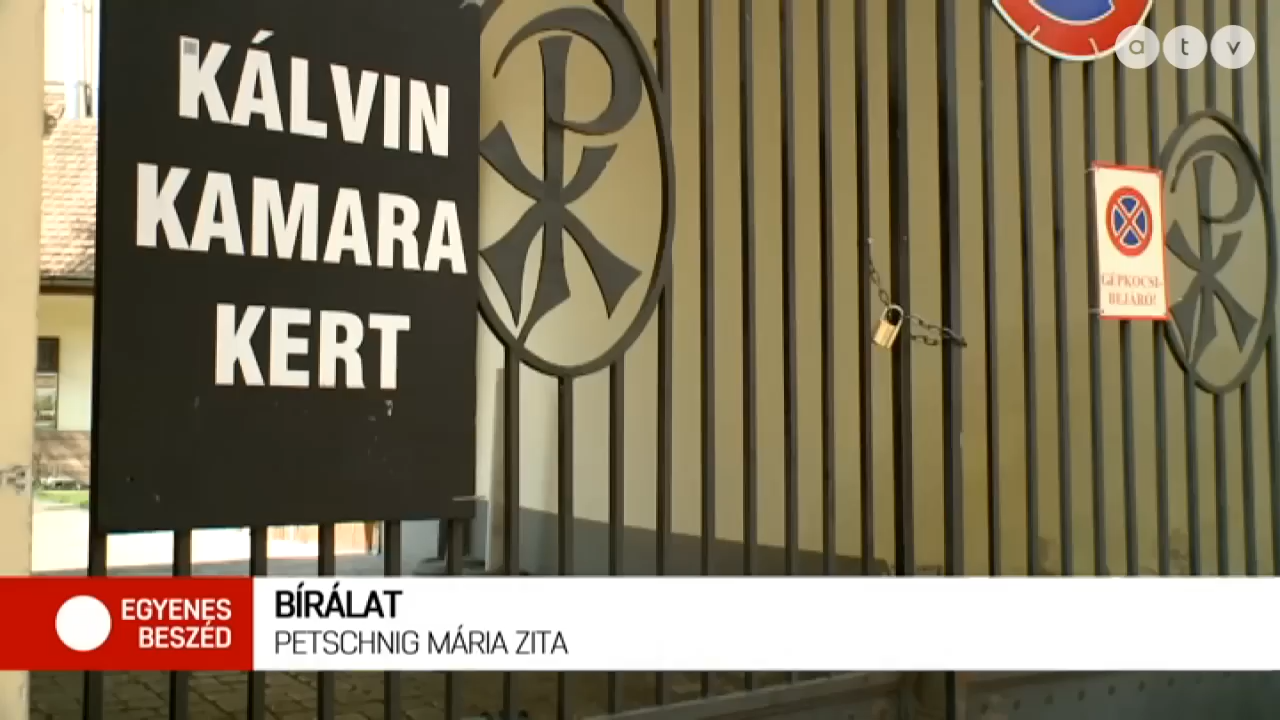 KÁLVIN
KAMARA
KERT
atv
GÉPKOCSI-
BEJÁRÓ!
EGYENES
BESZÉD
BÍRÁLAT
PETSCHNIG MÁRIA ZITA